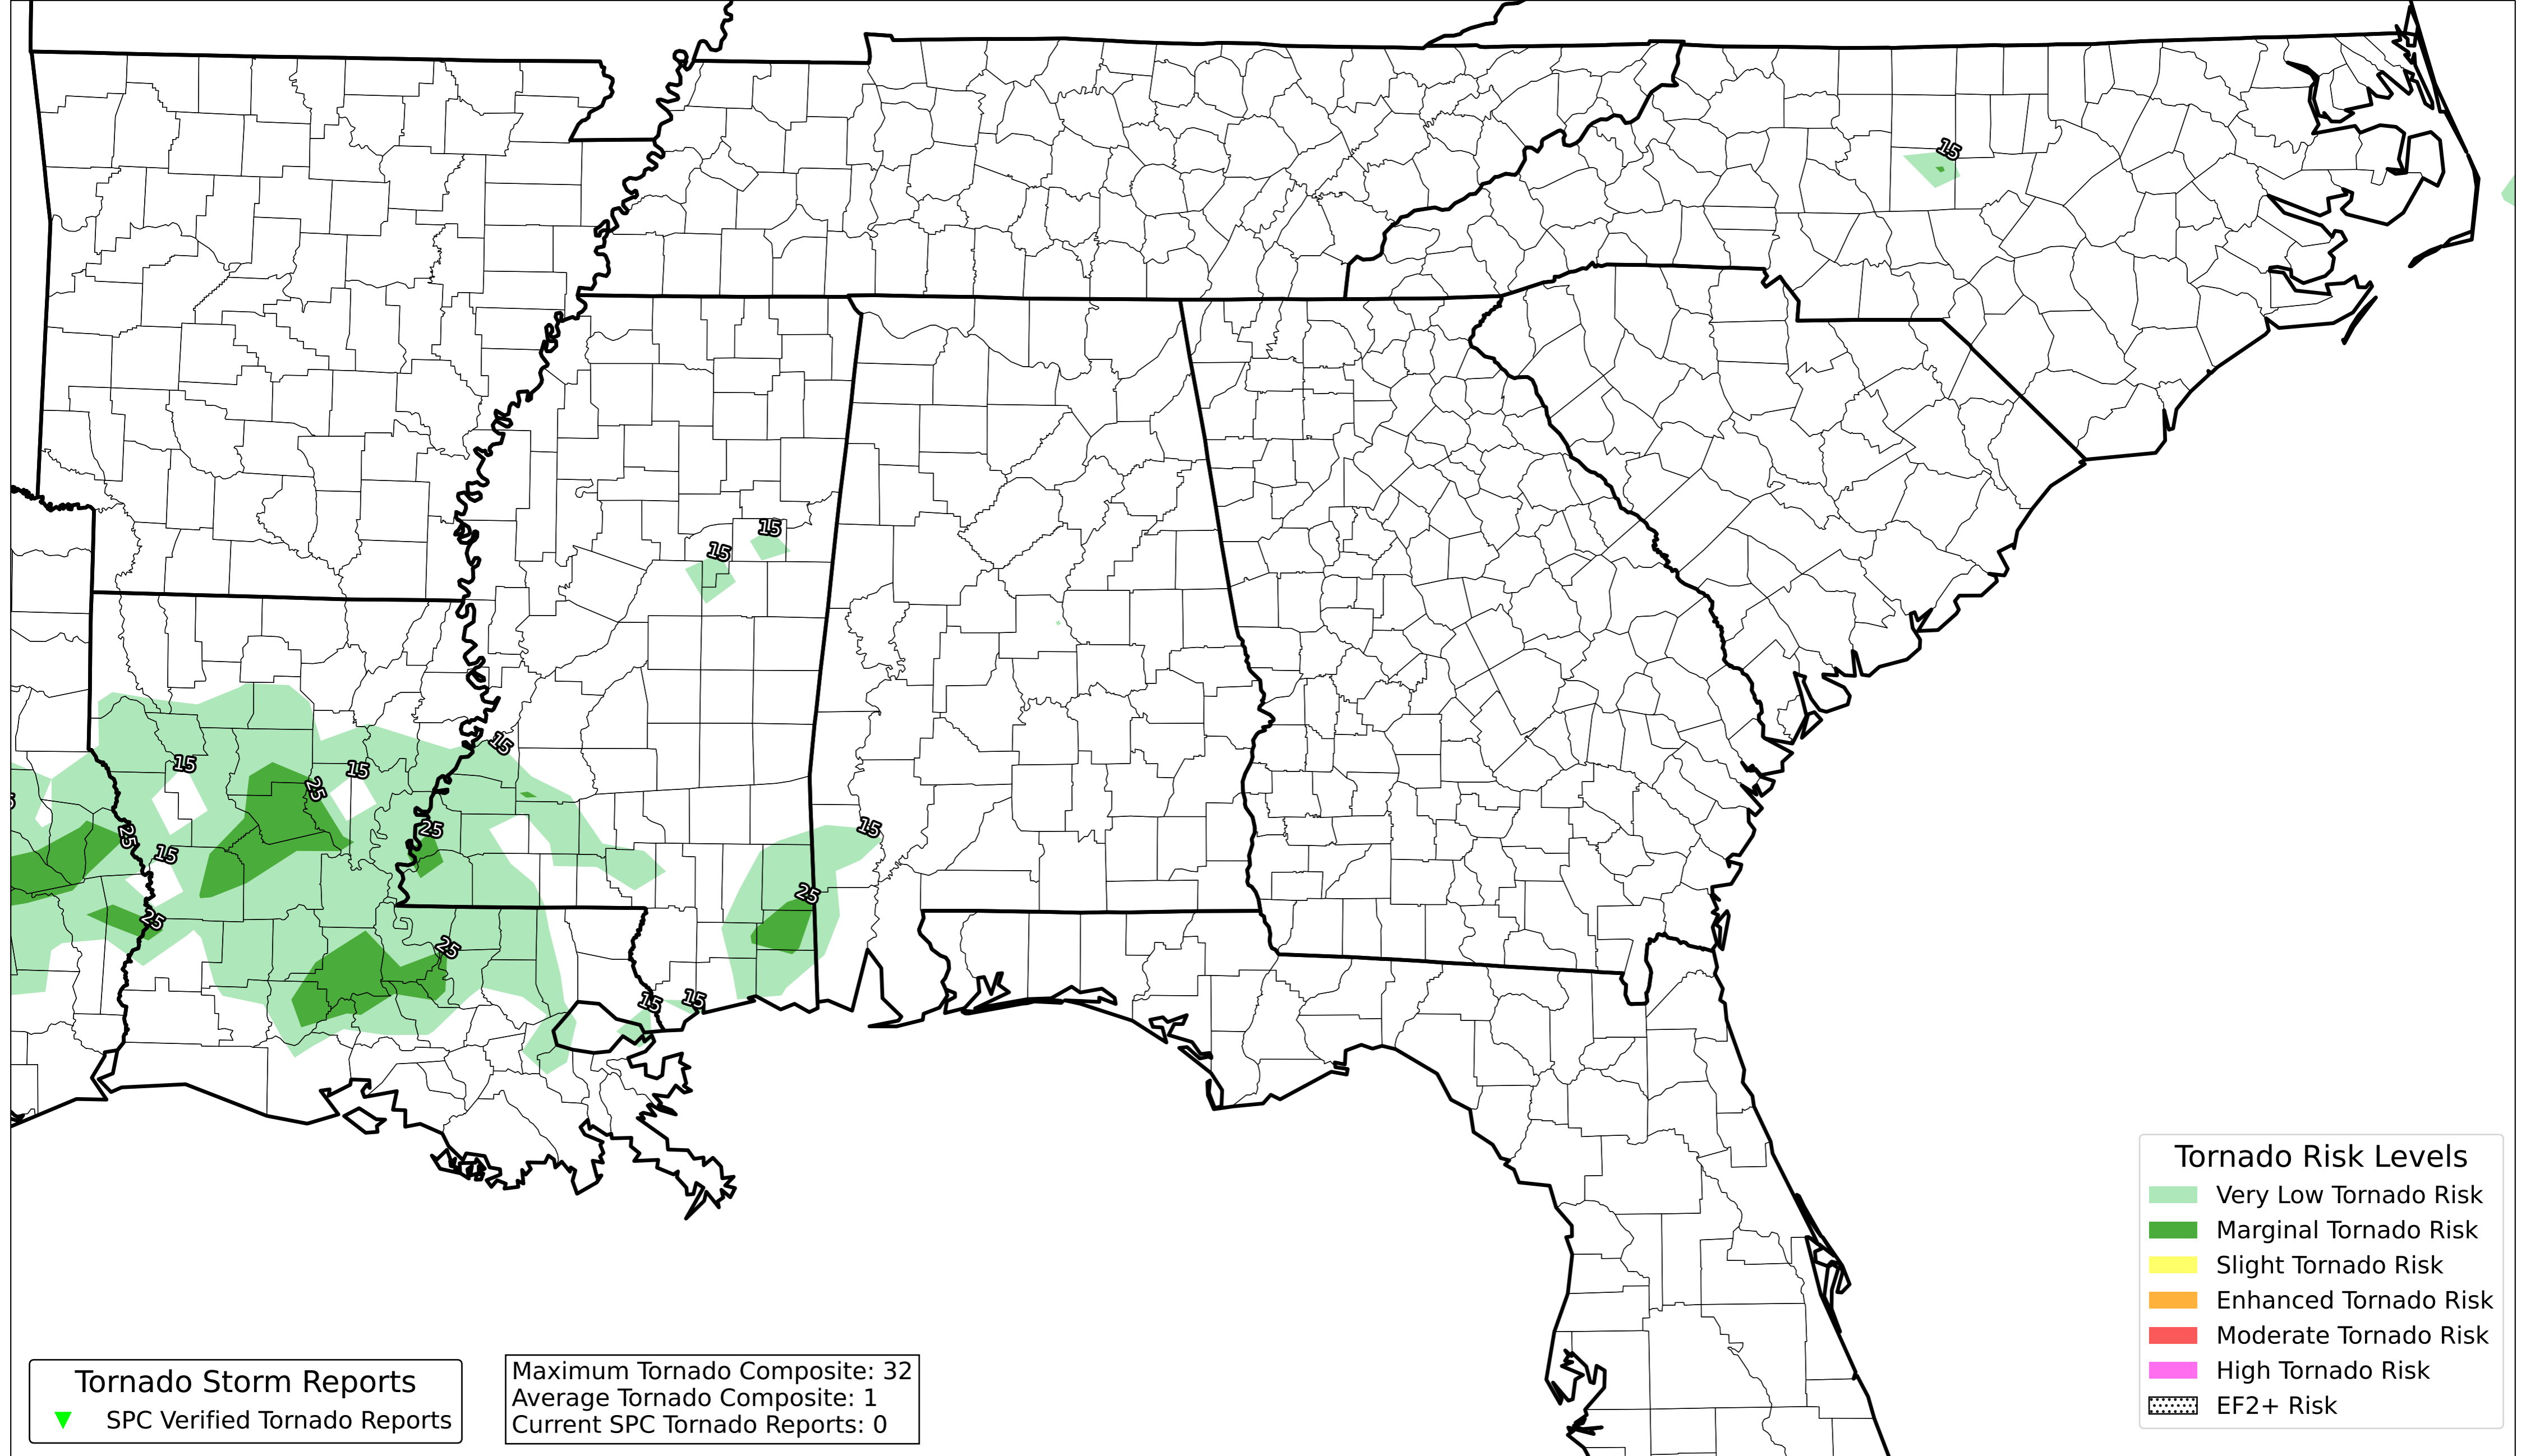 15
15
15
15
15
15
25
25
25
15
15
25
25
25
15
15
Tornado Risk Levels
Very Low Tornado Risk
Marginal Tornado Risk
Slight Tornado Risk
Enhanced Tornado Risk
Moderate Tornado Risk
High Tornado Risk
EF2+ Risk
Tornado Storm Reports
SPC Verified Tornado Reports
Maximum Tornado Composite: 32
Average Tornado Composite: 1
Current SPC Tornado Reports: 0